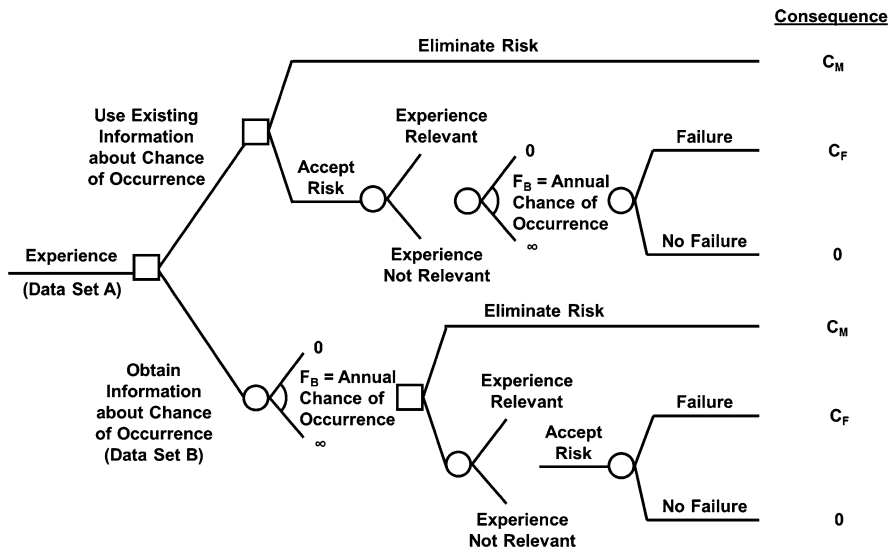 Consequence
Eliminate Risk
C_M
Use Existing
Information
about Chance
of Occurrence
Experience
Relevant
Failure
C_F
Accept
Risk
0
F_B = Annual
Chance of
Occurrence
∞
Experience
Not Relevant
No Failure
0
Experience
(Data Set A)
Eliminate Risk
C_M
Obtain
Information
about Chance
of Occurrence
(Data Set B)
0
F_B = Annual
Chance of
Occurrence
∞
Experience
Relevant
Accept
Risk
Failure
C_F
Experience
Not Relevant
No Failure
0